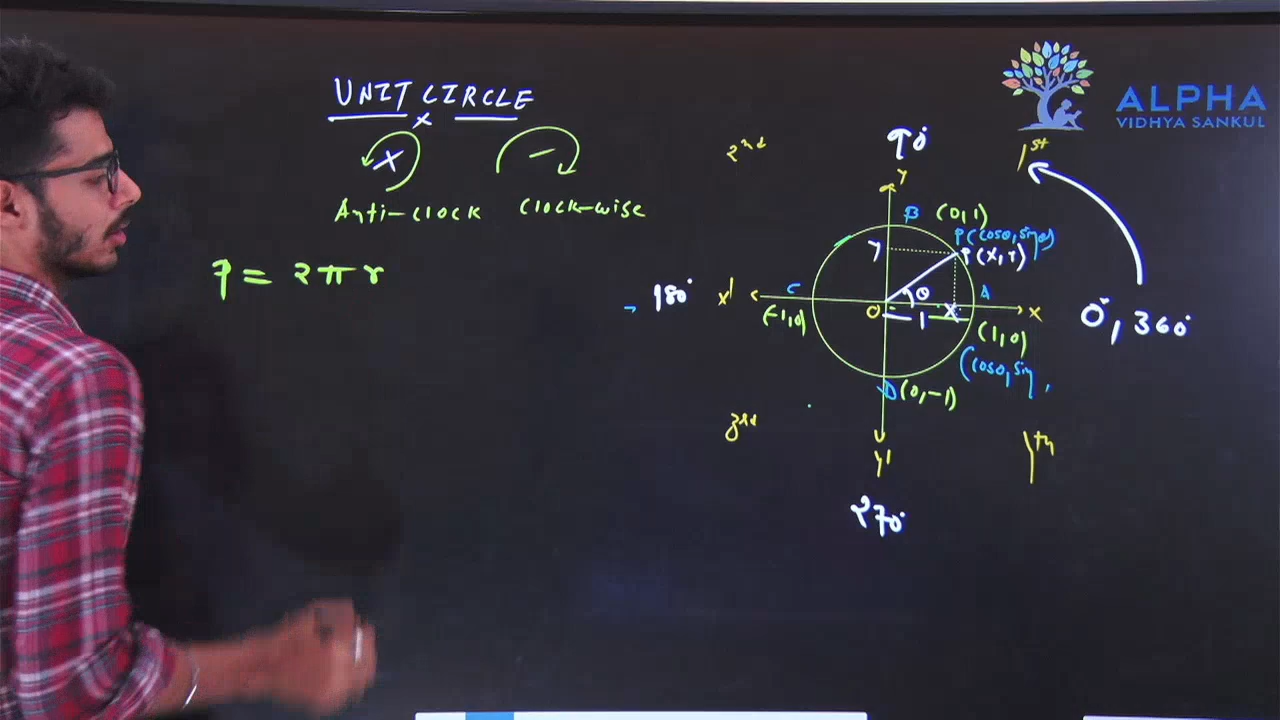 UNIT CIRCLE
Anti-clock
Clock-wise
P = 2πr
ALPHA
VIDHYA SANKUL
90°
2nd
1st
Y
B (0,1)
P(cosθ, sinθ)
P(x,Y)
y
180°
x'
C
(-1,0)
O
θ
1
X
A
x
(1,0)
(cosθ, sin
0°, 360°
D (0,-1)
3rd
Y'
270°